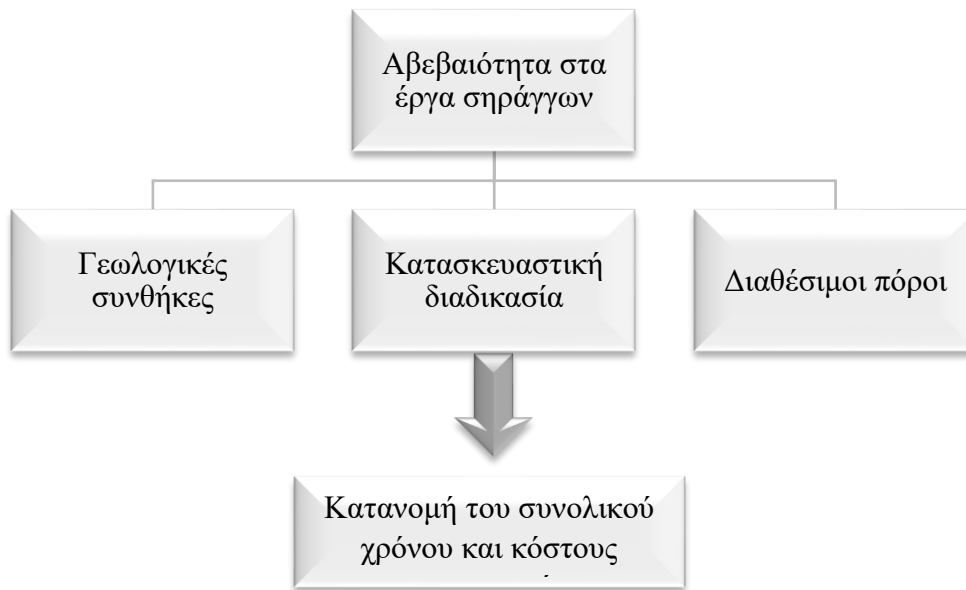 Αβεβαιότητα στα
έργα σηράγγων
Γεωλογικές
συνθήκες
Κατασκευαστική
διαδικασία
Διαθέσιμοι πόροι
Κατανομή του συνολικού
χρόνου και κόστους